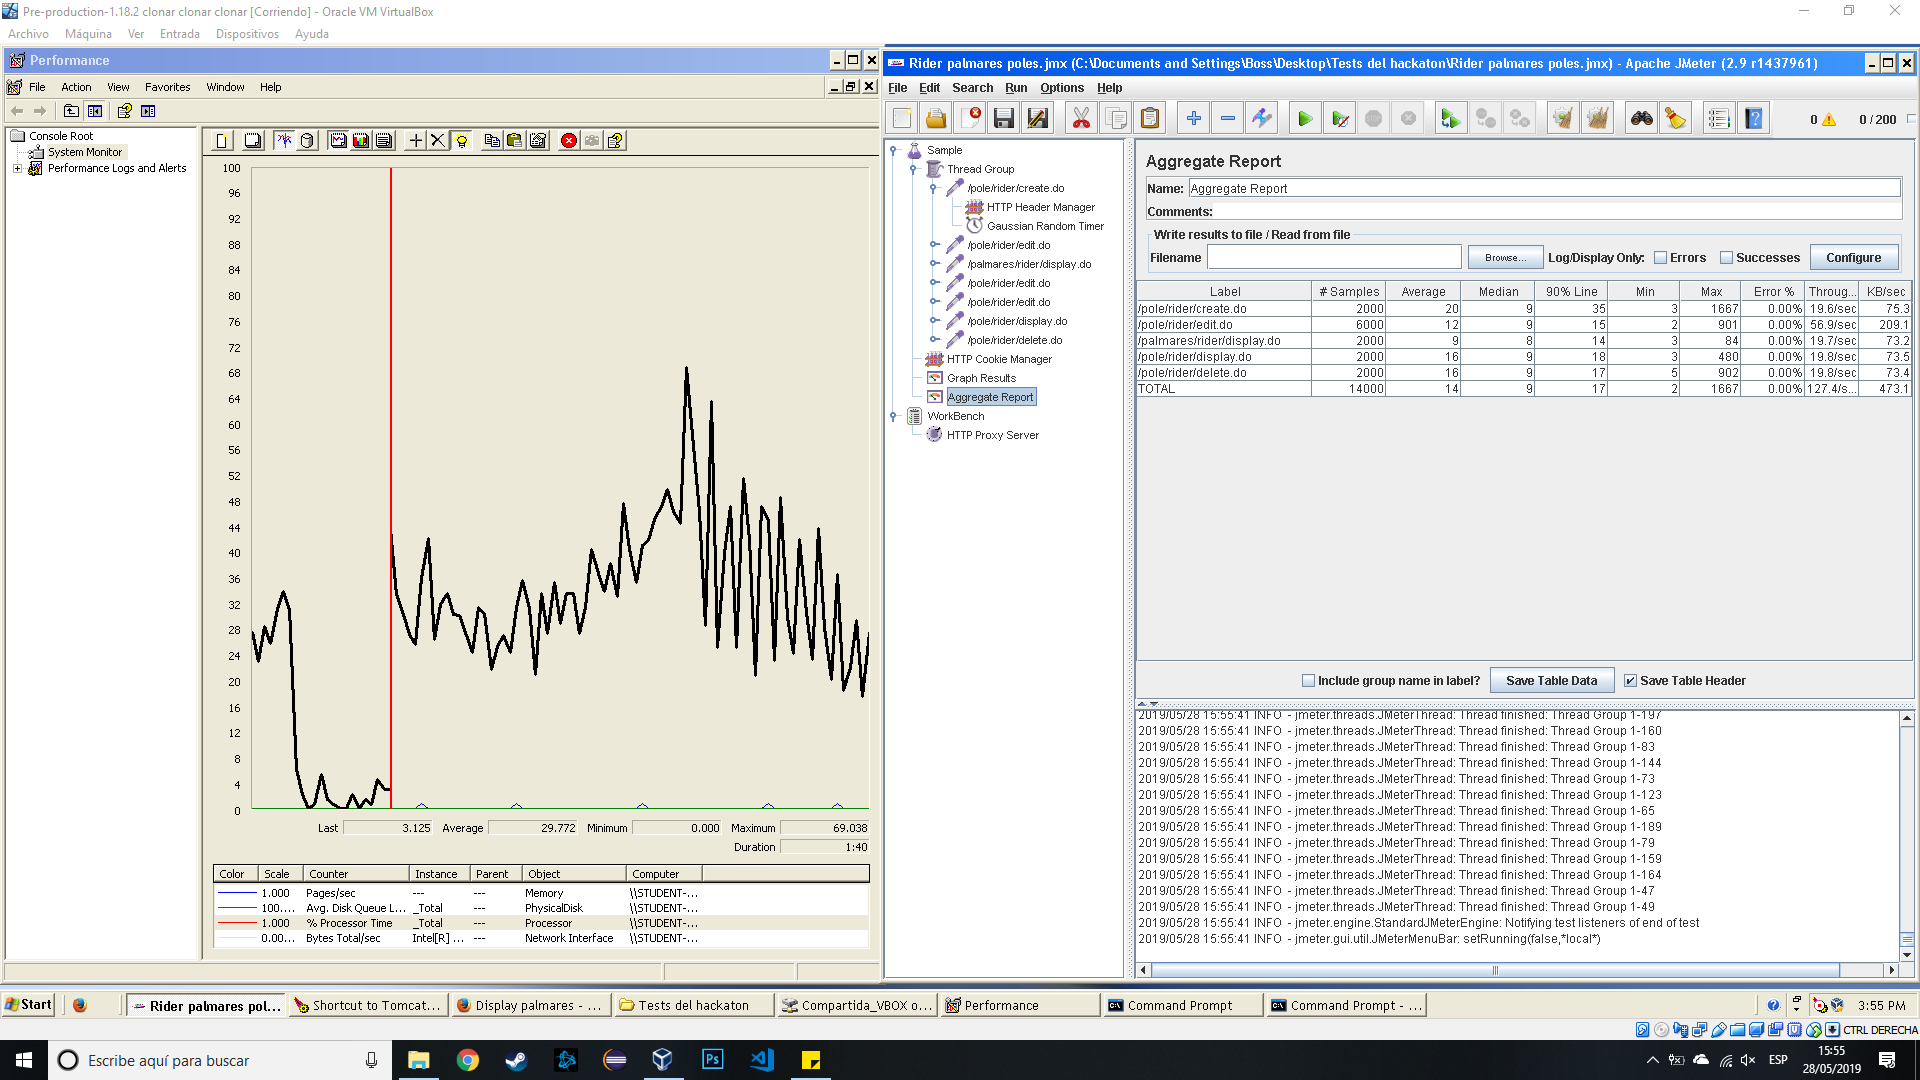 Pre-production-1.18.2 clonar clonar clonar [Corriendo] - Oracle VM VirtualBox
Archivo Máquina Ver Entrada Dispositivos Ayuda
Performance
File Action View Favorites Window Help
Console Root
System Monitor
Performance Logs and Alerts
100
96
92
88
84
80
76
72
68
64
60
56
52
48
44
40
36
32
28
24
20
16
12
8
4
0
Last 3.125 Average 29.772 Minimum 0.000 Maximum 69.038
Duration 1:40
Color Scale Counter Instance Parent Object Computer
1.000 Pages/sec --- --- Memory \\STUDENT-...
100.... Avg. Disk Queue L... _Total --- PhysicalDisk \\STUDENT-...
1.000 % Processor Time _Total --- Processor \\STUDENT-...
0.00... Bytes Total/sec Intel[R] ... --- Network Interface \\STUDENT-...
Rider palmares poles.jmx (C:\Documents and Settings\Boss\Desktop\Tests del hackaton\Rider palmares poles.jmx) - Apache JMeter (2.9 r1437961)
File Edit Search Run Options Help
0 0 / 200
Sample
Thread Group
/pole/rider/create.do
HTTP Header Manager
Gaussian Random Timer
/pole/rider/edit.do
/palmares/rider/display.do
/pole/rider/edit.do
/pole/rider/edit.do
/pole/rider/display.do
/pole/rider/delete.do
HTTP Cookie Manager
Graph Results
Aggregate Report
WorkBench
HTTP Proxy Server
Aggregate Report
Name: Aggregate Report
Comments:
Write results to file / Read from file
Filename Browse... Log/Display Only: Errors Successes Configure
Label # Samples Average Median 90% Line Min Max Error % Throug... KB/sec
/pole/rider/create.do 2000 20 9 35 3 1667 0.00% 19.6/sec 75.3
/pole/rider/edit.do 6000 12 9 15 2 901 0.00% 56.9/sec 209.1
/palmares/rider/display.do 2000 9 8 14 3 84 0.00% 19.7/sec 73.2
/pole/rider/display.do 2000 16 9 18 3 480 0.00% 19.8/sec 73.5
/pole/rider/delete.do 2000 16 9 17 5 902 0.00% 19.8/sec 73.4
TOTAL 14000 14 9 17 2 1667 0.00% 127.4/s... 473.1
Include group name in label? Save Table Data Save Table Header
2019/05/28 15:55:41 INFO - jmeter.threads.JMeterThread: Thread finished: Thread Group 1-197
2019/05/28 15:55:41 INFO - jmeter.threads.JMeterThread: Thread finished: Thread Group 1-160
2019/05/28 15:55:41 INFO - jmeter.threads.JMeterThread: Thread finished: Thread Group 1-83
2019/05/28 15:55:41 INFO - jmeter.threads.JMeterThread: Thread finished: Thread Group 1-144
2019/05/28 15:55:41 INFO - jmeter.threads.JMeterThread: Thread finished: Thread Group 1-73
2019/05/28 15:55:41 INFO - jmeter.threads.JMeterThread: Thread finished: Thread Group 1-123
2019/05/28 15:55:41 INFO - jmeter.threads.JMeterThread: Thread finished: Thread Group 1-65
2019/05/28 15:55:41 INFO - jmeter.threads.JMeterThread: Thread finished: Thread Group 1-189
2019/05/28 15:55:41 INFO - jmeter.threads.JMeterThread: Thread finished: Thread Group 1-79
2019/05/28 15:55:41 INFO - jmeter.threads.JMeterThread: Thread finished: Thread Group 1-159
2019/05/28 15:55:41 INFO - jmeter.threads.JMeterThread: Thread finished: Thread Group 1-164
2019/05/28 15:55:41 INFO - jmeter.threads.JMeterThread: Thread finished: Thread Group 1-47
2019/05/28 15:55:41 INFO - jmeter.threads.JMeterThread: Thread finished: Thread Group 1-49
2019/05/28 15:55:41 INFO - jmeter.engine.StandardJMeterEngine: Notifying test listeners of end of test
2019/05/28 15:55:41 INFO - jmeter.gui.util.JMeterMenuBar: setRunning(false,*local*)
Start Rider palmares pol... Shortcut to Tomcat... Display palmares - ... Tests del hackaton Compartida_VBOX o... Performance Command Prompt Command Prompt - ... 3:55 PM
CTRL DERECHA
Escribe aquí para buscar Ps ESP 15:55
28/05/2019